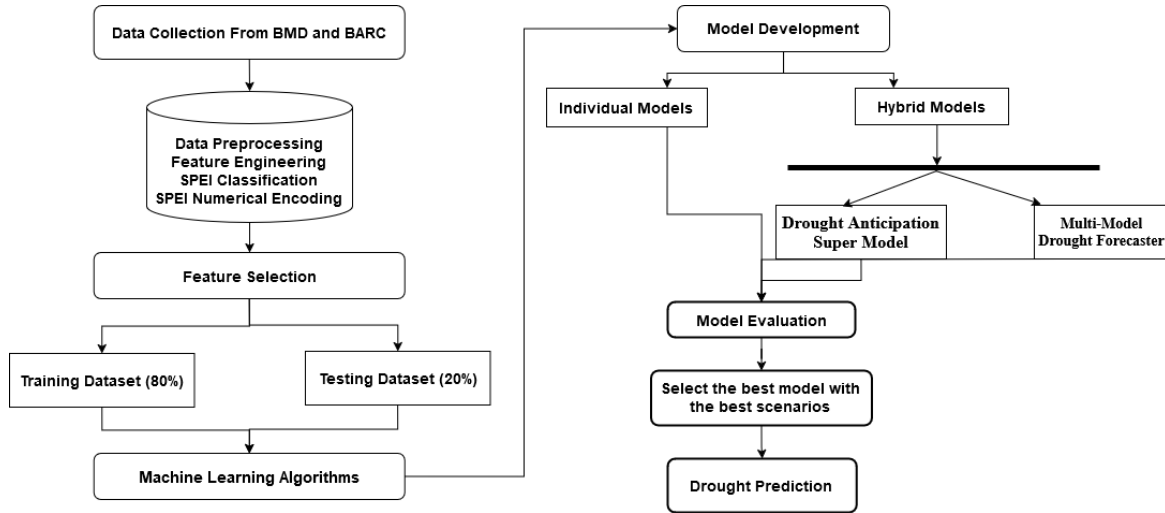 Data Collection From BMD and BARC
Data Preprocessing
Feature Engineering
SPEI Classification
SPEI Numerical Encoding
Feature Selection
Training Dataset (80%)
Testing Dataset (20%)
Machine Learning Algorithms
Model Development
Individual Models
Hybrid Models
Drought Anticipation
Super Model
Multi-Model
Drought Forecaster
Model Evaluation
Select the best model with
the best scenarios
Drought Prediction